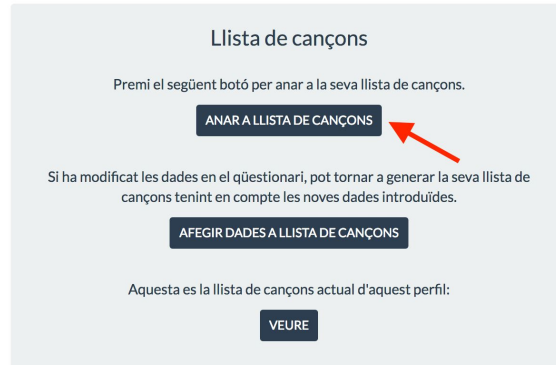 Llista de cançons
Premi el següent botó per anar a la seva llista de cançons.
ANAR A LLISTA DE CANÇONS
Si ha modificat les dades en el qüestionari, pot tornar a generar la seva llista de
cançons tenint en compte les noves dades introduïdes.
AFEGIR DADES A LLISTA DE CANÇONS
Aquesta es la llista de cançons actual d'aquest perfil:
VEURE